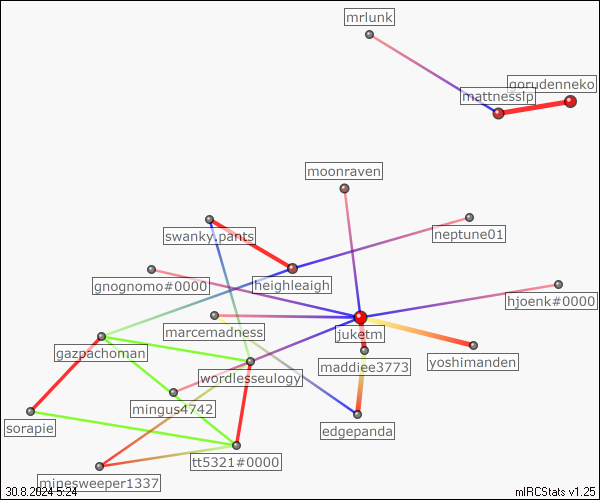 mrlunk
gorudenneko
mattnesslp
moonraven
swanky.pants
neptune01
gnognomo#0000
heighleaigh
hjoenk#0000
marcemadness
juketm
gazpachoman
maddiee3773
yoshimanden
wordlesseulogy
mingus4742
sorapie
edgepanda
tt5321#0000
minesweeper1337
30.8.2024 5:24
mIRCStats v1.25